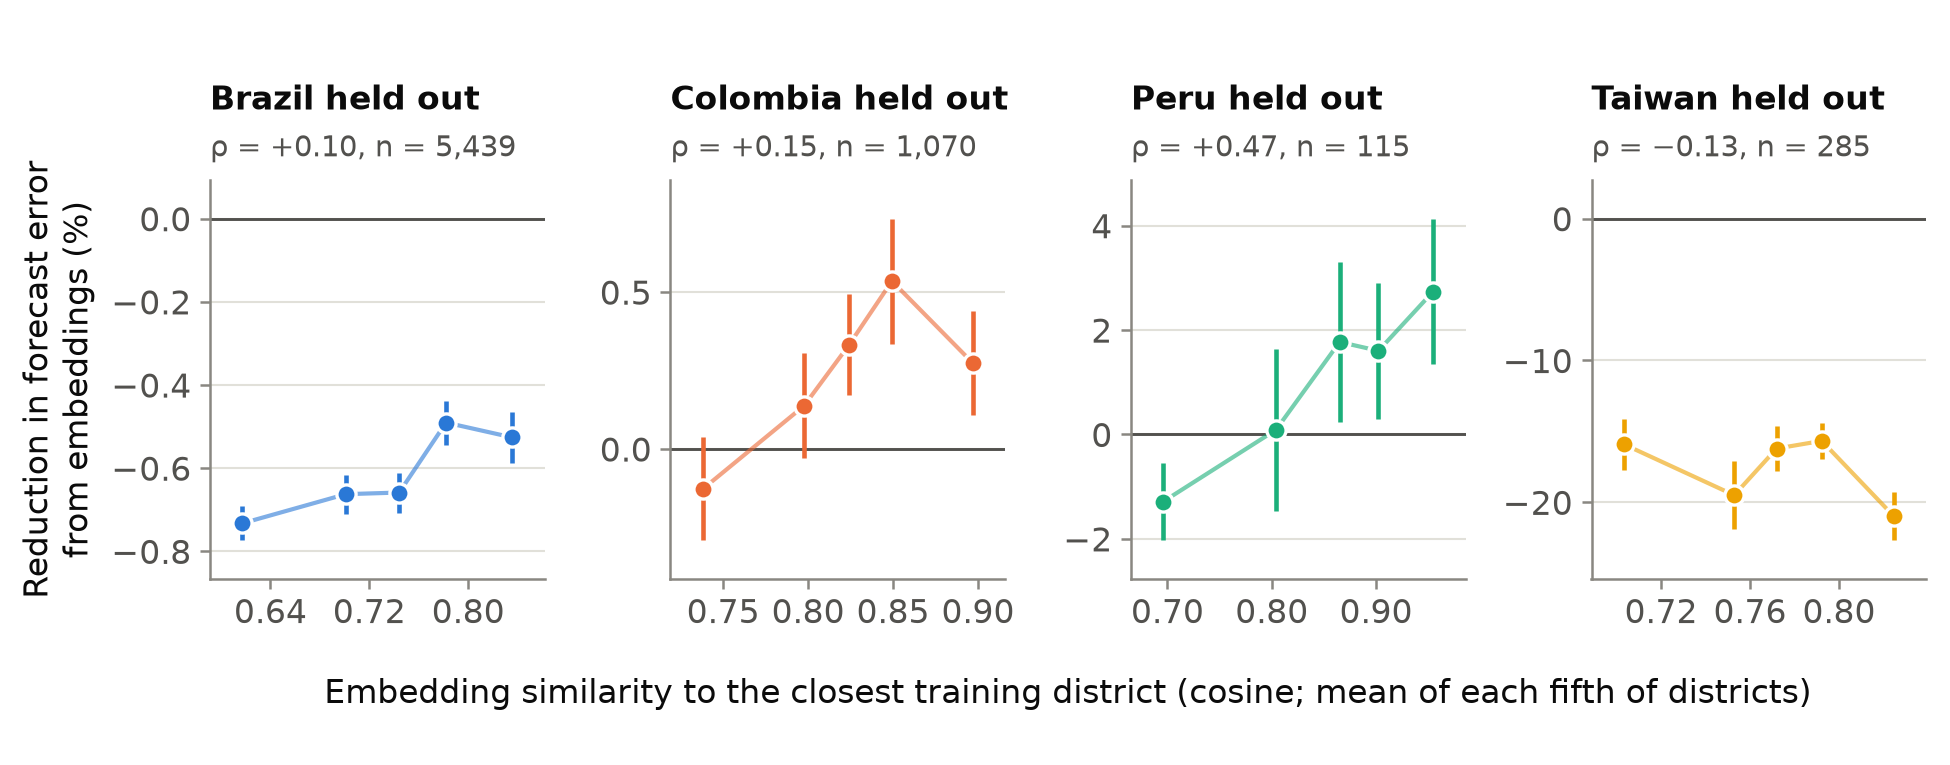 Brazil held out
ρ = +0.10, n = 5,439
Colombia held out
ρ = +0.15, n = 1,070
Peru held out
ρ = +0.47, n = 115
Taiwan held out
ρ = −0.13, n = 285
Reduction in forecast error
from embeddings (%)
0.0
−0.2
−0.4
−0.6
−0.8
0.64 0.72 0.80
0.5
0.0
0.75 0.80 0.85 0.90
4
2
0
−2
0.70 0.80 0.90
0
−10
−20
0.72 0.76 0.80
Embedding similarity to the closest training district (cosine; mean of each fifth of districts)